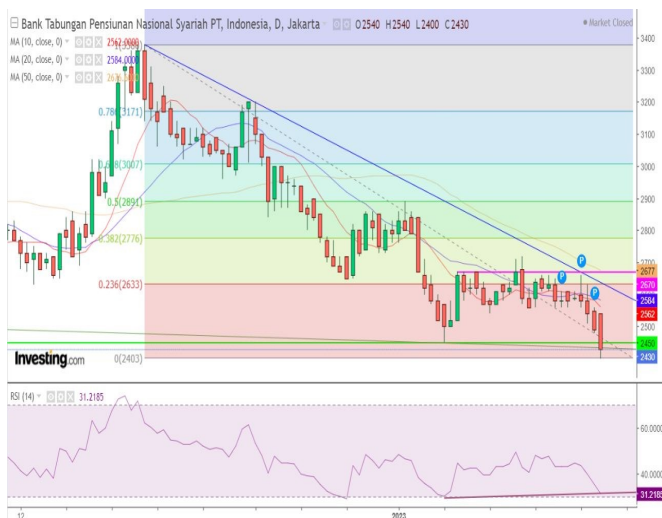 Bank Tabungan Pensiunan Nasional Syariah PT, Indonesia, D, Jakarta O2540 H2540 L2400 C2430
Market Closed
MA (10, close, 0) 2562.0000
MA (20, close, 0) 2584.0000
MA (50, close, 0)
3400
3300
3200
3100
3000
2900
2800
2700
2677
2670
2584
2562
2500
2450
2430
0.786(3171)
0.618(3007)
0.5(2891)
0.382(2776)
0.236(2633)
0(2403)
P
P
P
Investing.com
RSI (14) 31.2185
60.0000
31.2185
12
2023